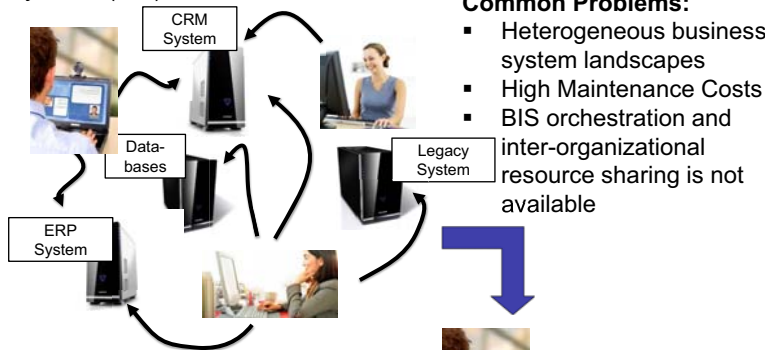 Common Problems:
CRM
System
▪ Heterogeneous business
system landscapes
▪ High Maintenance Costs
▪ BIS orchestration and
inter-organizational
resource sharing is not
available
Data-
bases
Legacy
System
ERP
System